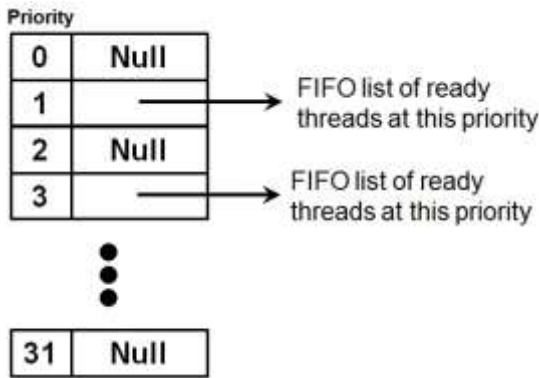 Priority
0 Null
1
FIFO list of ready
threads at this priority
2 Null
3
FIFO list of ready
threads at this priority
31 Null